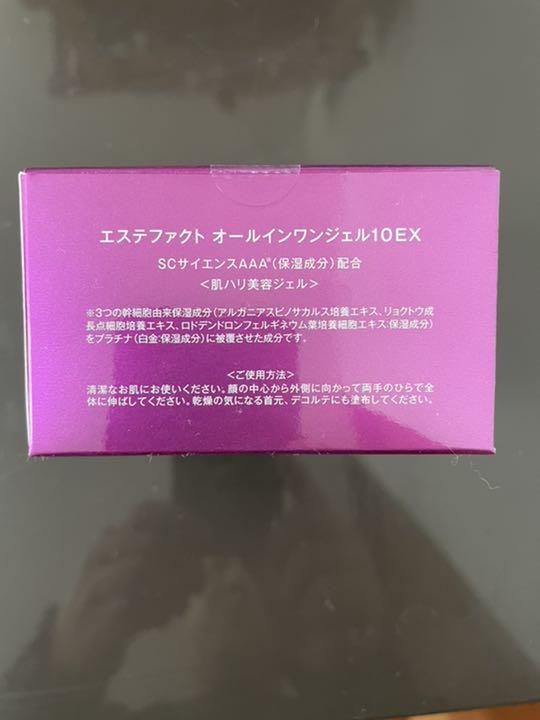 エステファクト オールインワンジェル10EX
SCサイエンスAAA※(保湿成分)配合
<肌ハリ美容ジェル>
※3つの幹細胞由来保湿成分(アルガニアスピノサカルス培養エキス、リョクトウ成
長点細胞培養エキス、ロドデンドロンフェルギネウム葉培養細胞エキス:保湿成分)
をプラチナ(白金:保湿成分)に被覆させた成分です。
<ご使用方法>
清潔なお肌にお使いください。顔の中心から外側に向かって両手のひらで全
体に伸ばしてください。乾燥の気になる首元、デコルテにも塗布してください。